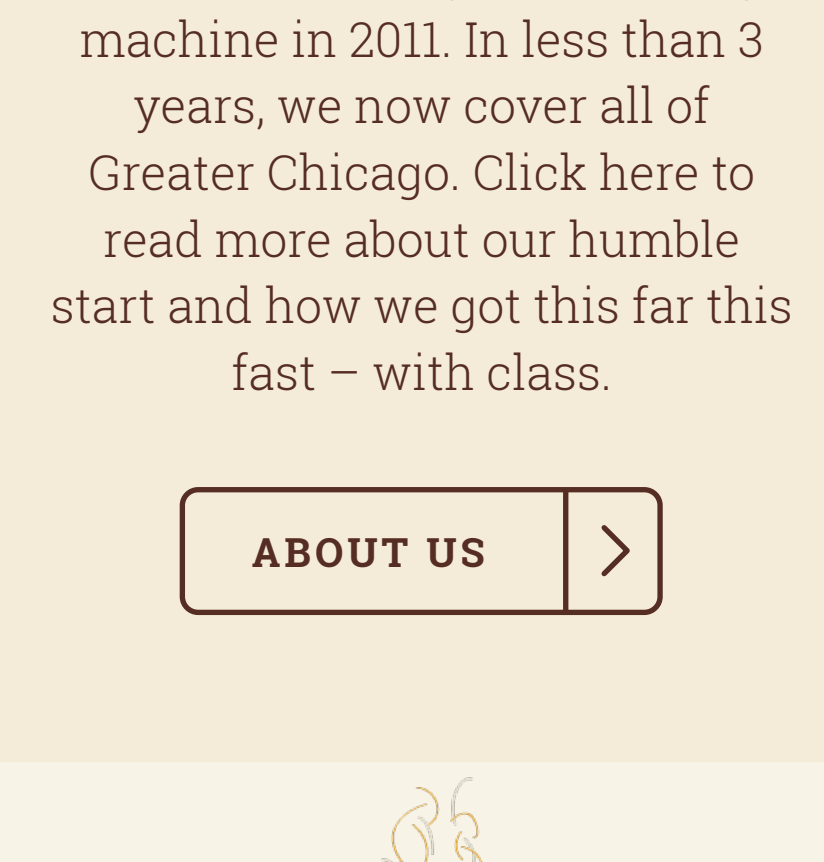 machine in 2011. In less than 3
years, we now cover all of
Greater Chicago. Click here to
read more about our humble
start and how we got this far this
fast – with class.
ABOUT US